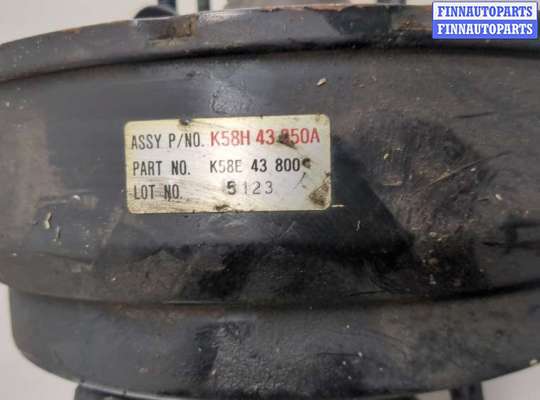 FINNAUTOPARTS
FINNAUTOPARTS
ASSY P/NO. K58H 43 950A
PART NO. K58E 43 800
LOT NO 5123